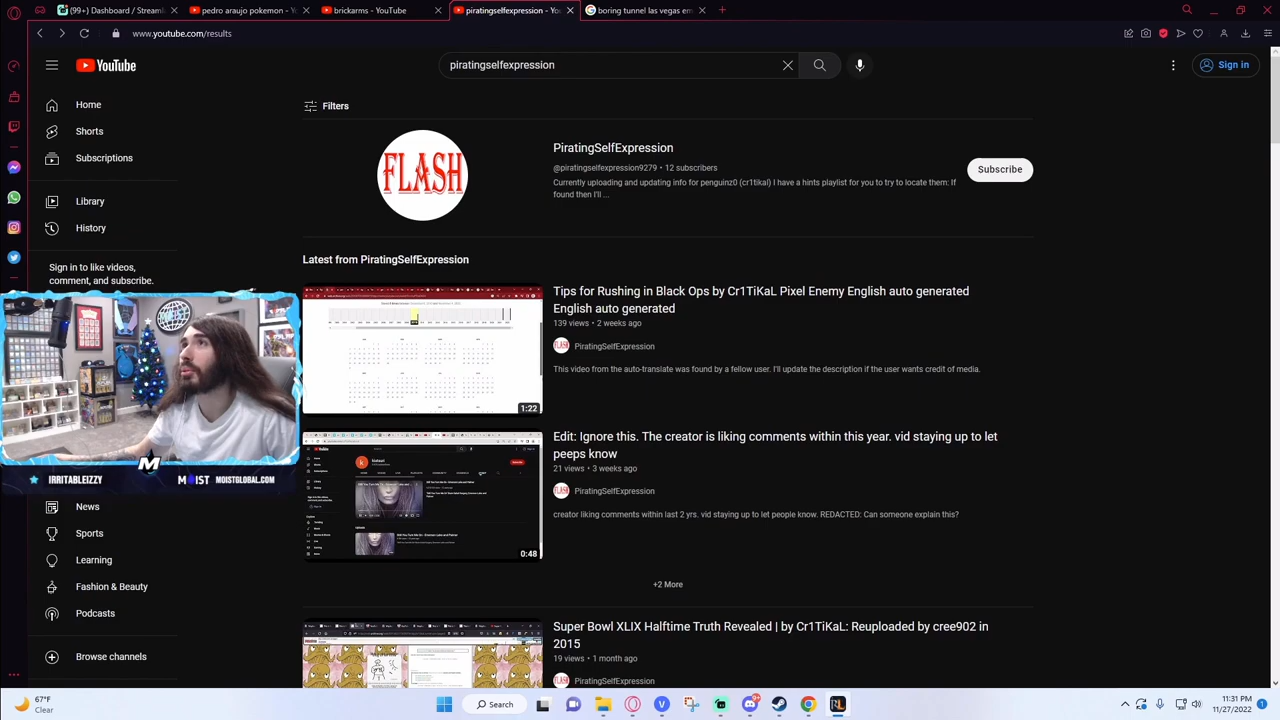 (99+) Dashboard / Streamla
pedro araujo pokemon - Yo
brickarms - YouTube
piratingselfexpression - Yo
boring tunnel las vegas em
www.youtube.com/results
YouTube
piratingselfexpression
Sign in
Home
Shorts
Subscriptions
Library
History
Sign in to like videos,
comment, and subscribe.
Filters
FLASH
PiratingSelfExpression
@piratingselfexpression9279 • 12 subscribers
Currently uploading and updating info for penguinz0 (cr1tikal) I have a hints playlist for you to try to locate them: If
found then I'll ...
Subscribe
Latest from PiratingSelfExpression
Tips for Rushing in Black Ops by Cr1TiKaL Pixel Enemy English auto generated
English auto generated
139 views • 2 weeks ago
PiratingSelfExpression
This video from the auto-translate was found by a fellow user. I'll update the description if the user wants credit of media.
1:22
Edit: Nope this. The creator is liking comments within this year. vid staying up to let
peeps know
21 views • 3 weeks ago
PiratingSelfExpression
creator liking comments within last 2 yrs. vid staying up to let people know. REDACTED: Can someone explain this?
0:48
+2 More
Super Bowl XLIX Halftime with RapGod J by Cr1TiKaL. Reuploaded by cree902 in
2015
19 views • 1 month ago
PiratingSelfExpression
M
MOIST MOISTGLOBAL.COM
News
Sports
Learning
Fashion & Beauty
Podcasts
Browse channels
67°F
Clear
Search
11/27/2022